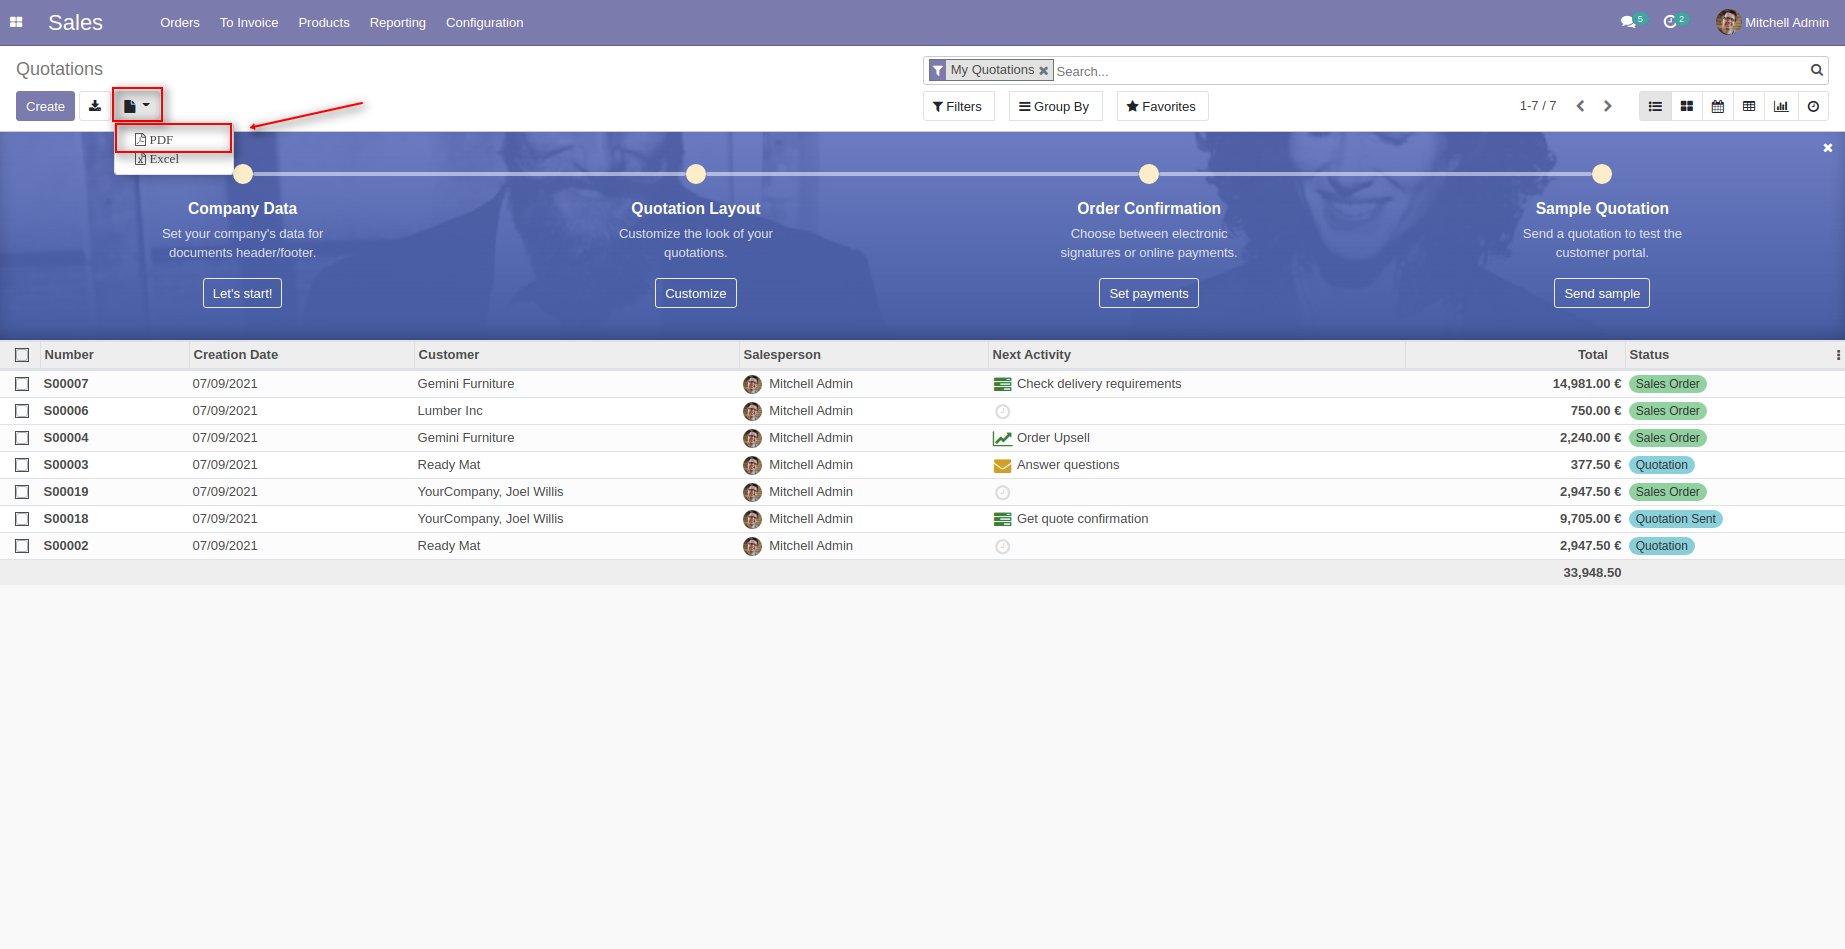 Sales Orders To Invoice Products Reporting Configuration 5 2 Mitchell Admin
Quotations
My Quotations Search...
Create
Filters Group By Favorites 1-7 / 7
PDF
Excel
Company Data Quotation Layout Order Confirmation Sample Quotation
Set your company's data for Customize the look of your Choose between electronic Send a quotation to test the
documents header/footer. quotations. signatures or online payments. customer portal.
Let's start! Customize Set payments Send sample
Number Creation Date Customer Salesperson Next Activity Total Status
S00007 07/09/2021 Gemini Furniture Mitchell Admin Check delivery requirements 14,981.00 € Sales Order
S00006 07/09/2021 Lumber Inc Mitchell Admin 750.00 € Sales Order
S00004 07/09/2021 Gemini Furniture Mitchell Admin Order Upsell 2,240.00 € Sales Order
S00003 07/09/2021 Ready Mat Mitchell Admin Answer questions 377.50 € Quotation
S00019 07/09/2021 YourCompany, Joel Willis Mitchell Admin 2,947.50 € Sales Order
S00018 07/09/2021 YourCompany, Joel Willis Mitchell Admin Get quote confirmation 9,705.00 € Quotation Sent
S00002 07/09/2021 Ready Mat Mitchell Admin 2,947.50 € Quotation
33,948.50